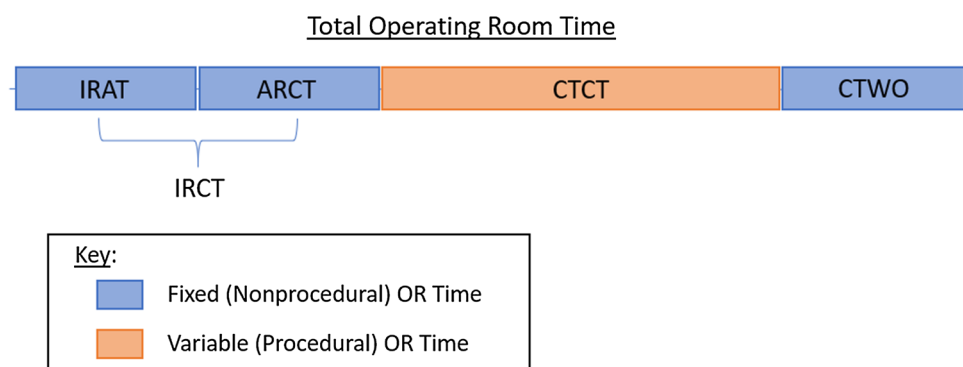 Total Operating Room Time
IRAT ARCT CTCT CTWO
IRCT
Key:
Fixed (Nonprocedural) OR Time
Variable (Procedural) OR Time